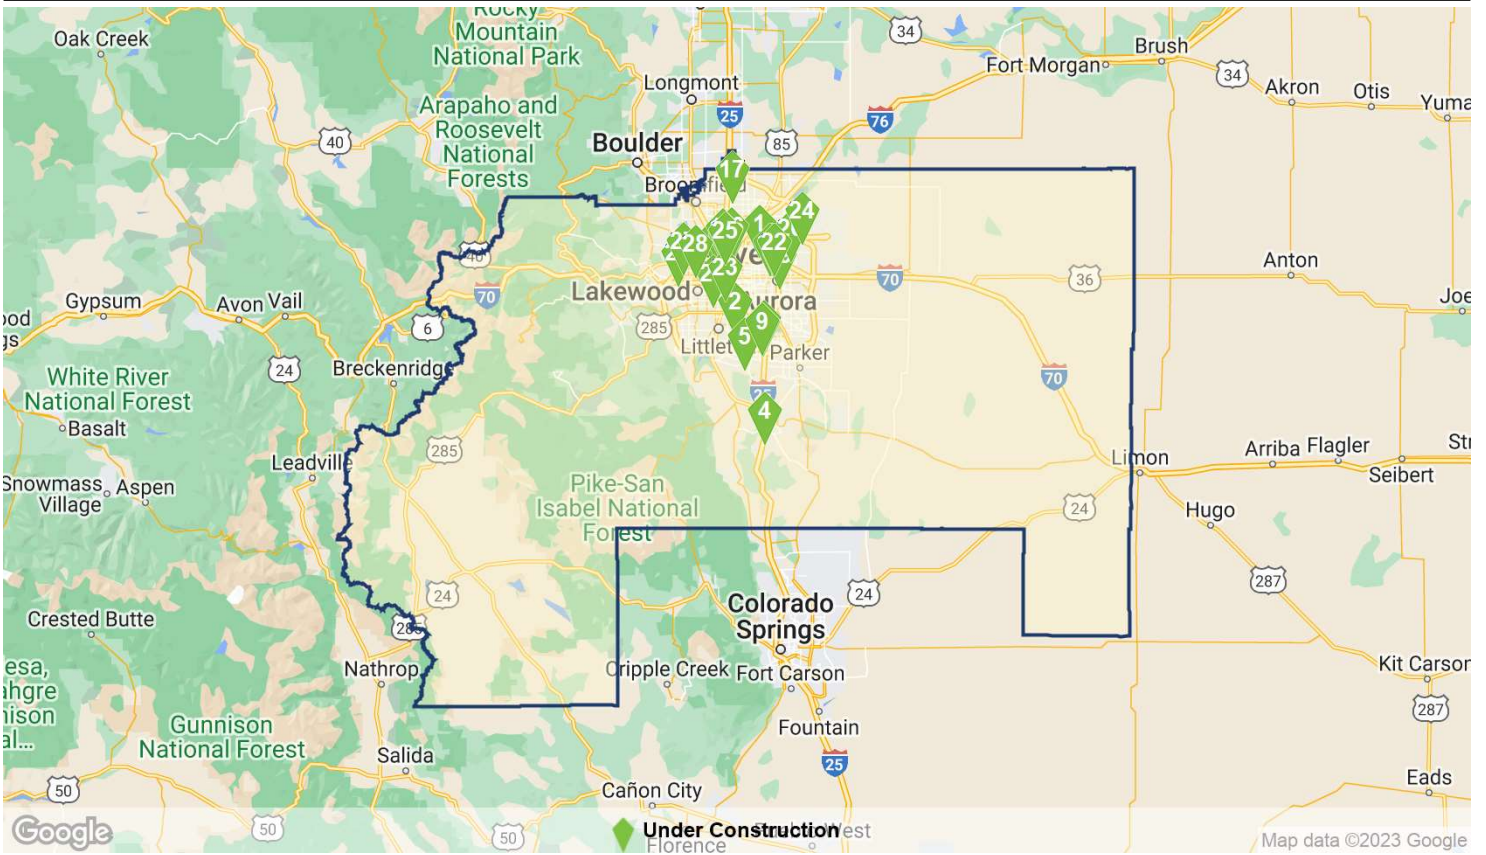 Rocky
Mountain
National Park
Oak Creek
34
Brush
Fort Morgan
34
Longmont
Akron
Otis
Yuma
Arapaho and
Roosevelt
National
Forests
25
76
40
Boulder
85
17
24
1
25
22
28
23
Lakewood
70
36
Anton
Gypsum
Avon
Vail
70
2
9
5
285
6
Parker
24
Breckenridge
70
White River
National Forest
25
4
Basalt
285
Leadville
Limon
Arriba
Flagler
Seibert
Snowmass
Village
Aspen
Pike-San
Isabel National
Forest
24
Hugo
24
287
Crested Butte
Colorado
Springs
24
Nathrop
Cripple Creek
Fort Carson
Kit Carson
287
Gunnison
National Forest
Fountain
Salida
25
50
Cañon City
Eads
Google
50
50
Under Construction
Florence
Map data ©2023 Google